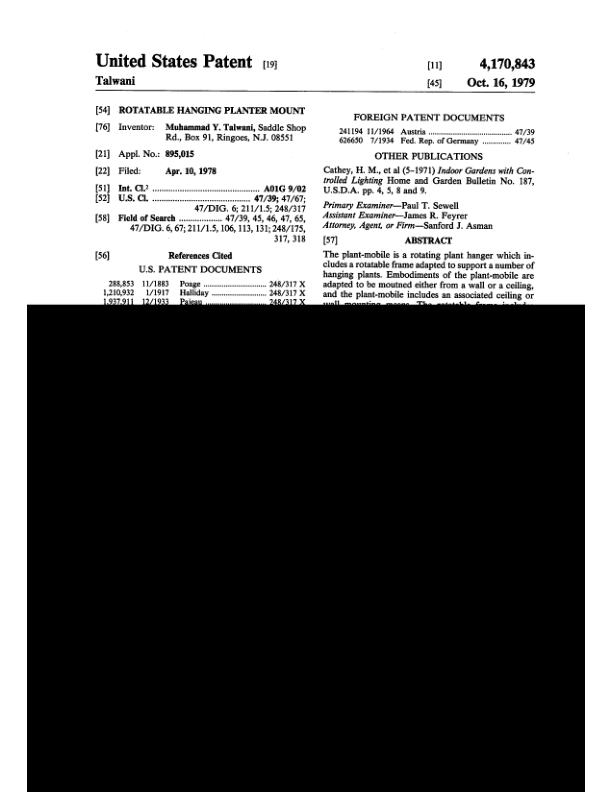 United States Patent [19]
Talwani
[11] 4,170,843
[45] Oct. 16, 1979
[54] ROTATABLE HANGING PLANTER MOUNT
[76] Inventor: Muhammad Y. Talwani, Saddle Shop
Rd., Box 91, Ringoes, N.J. 08551
[21] Appl. No.: 895,015
[22] Filed: Apr. 10, 1978
[51] Int. Cl.² ............................................ A01G 9/02
[52] U.S. Cl. ........................................ 47/39; 47/67;
47/DIG. 6; 211/1.5; 248/317
[58] Field of Search .................. 47/39, 45, 46, 47, 65,
47/DIG. 6, 67; 211/1.5, 106, 113, 131; 248/175,
317, 318
[56] References Cited
U.S. PATENT DOCUMENTS
288,853 11/1883 Poage ............................ 248/317 X
1,210,932 1/1917 Halliday ........................ 248/317 X
1,937,911 12/1933 Pajeau ............................ 248/317 X
FOREIGN PATENT DOCUMENTS
241194 11/1964 Austria .................................... 47/39
626650 7/1934 Fed. Rep. of Germany ............ 47/45
OTHER PUBLICATIONS
Cathey, H. M., et al (5-1971) Indoor Gardens with Con-
trolled Lighting Home and Garden Bulletin No. 187,
U.S.D.A. pp. 4, 5, 8 and 9.
Primary Examiner—Paul T. Sewell
Assistant Examiner—James R. Feyrer
Attorney, Agent, or Firm—Sanford J. Asman
[57] ABSTRACT
The plant-mobile is a rotating plant hanger which in-
cludes a rotatable frame adapted to support a number of
hanging plants. Embodiments of the plant-mobile are
adapted to be moutned either from a wall or a ceiling,
and the plant-mobile includes an associated ceiling or